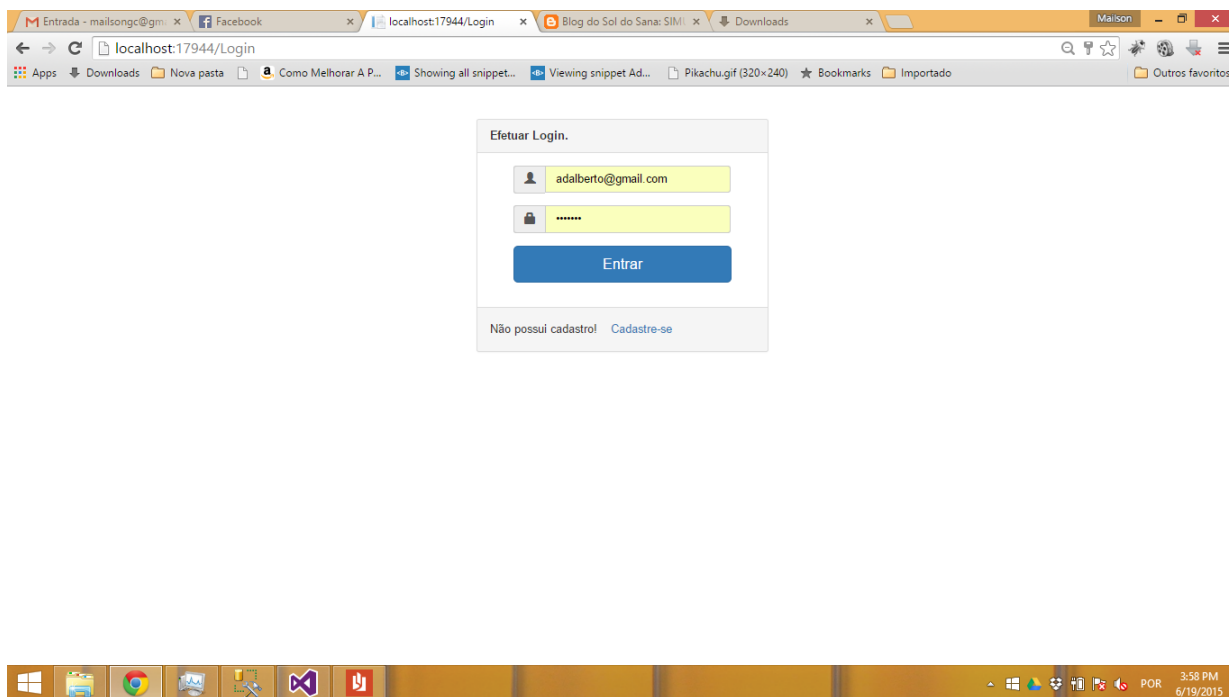 Entrada - mailsongc@gm
Facebook
localhost:17944/Login
Blog do Sol do Sana: SIM
Downloads
Mailson
localhost:17944/Login
Apps
Downloads
Nova pasta
Como Melhorar A P...
Showing all snippet...
Viewing snippet Ad...
Pikachu.gif (320×240)
Bookmarks
Importado
Outros favoritos
Efetuar Login.
adalberto@gmail.com
•••••••
Entrar
Não possui cadastro! Cadastre-se
POR
3:58 PM
6/19/2015